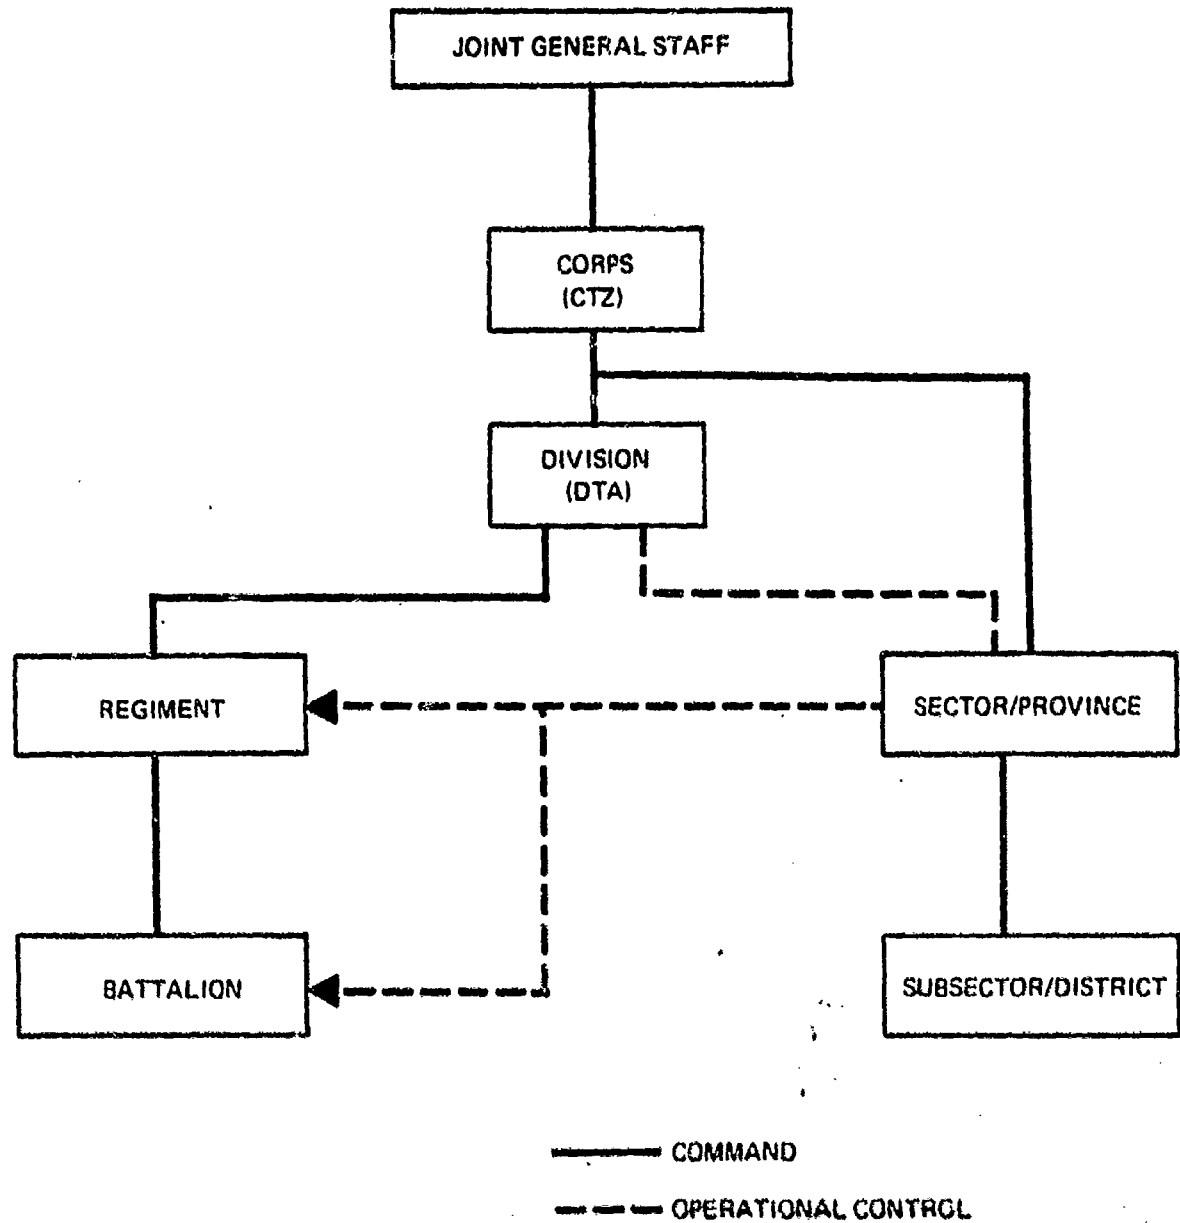 JOINT GENERAL STAFF
CORPS
(CTZ)
DIVISION
(DTA)
REGIMENT
SECTOR/PROVINCE
BATTALION
SUBSECTOR/DISTRICT
COMMAND
OPERATIONAL CONTROL